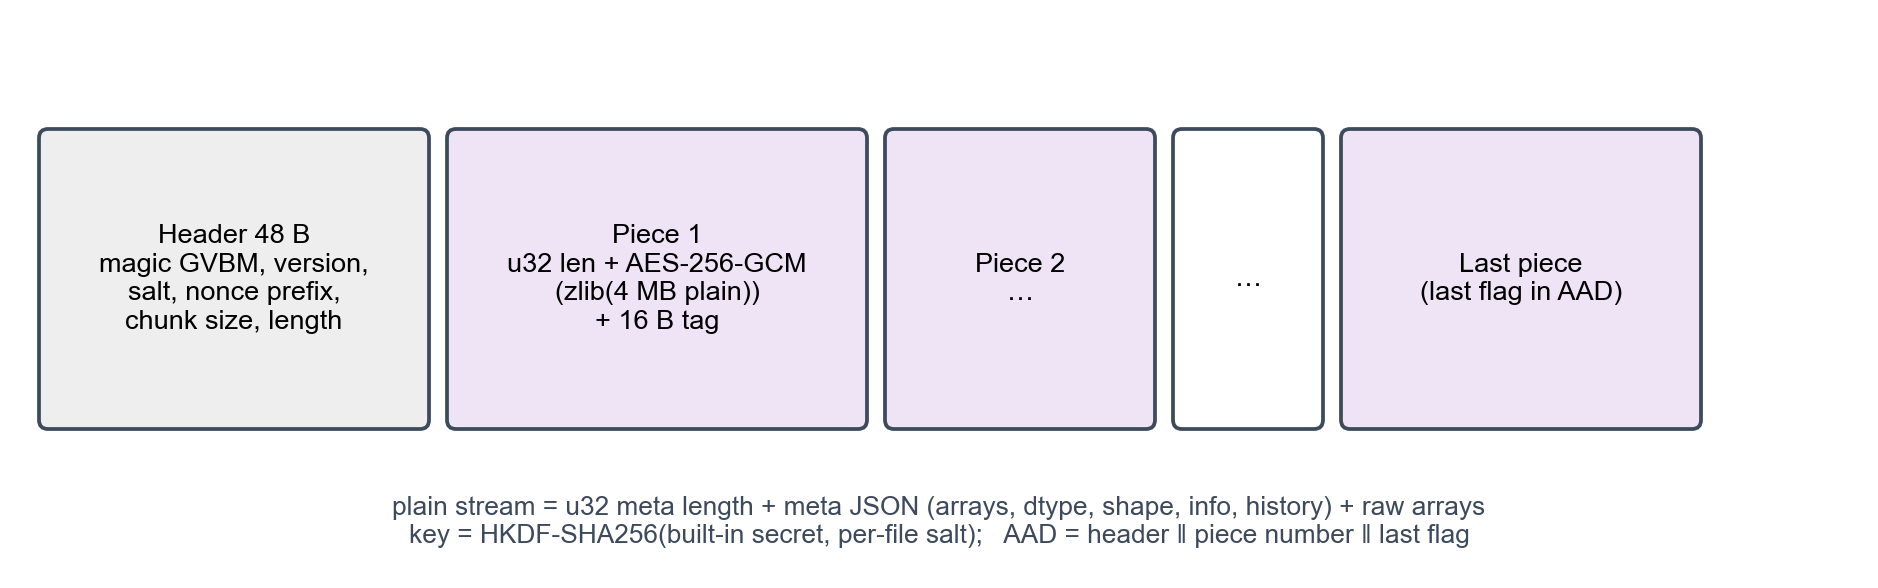 Header 48 B
magic GVBM, version,
salt, nonce prefix,
chunk size, length
Piece 1
u32 len + AES-256-GCM
(zlib(4 MB plain))
+ 16 B tag
Piece 2
…
…
Last piece
(last flag in AAD)
plain stream = u32 meta length + meta JSON (arrays, dtype, shape, info, history) + raw arrays
key = HKDF-SHA256(built-in secret, per-file salt);   AAD = header ‖ piece number ‖ last flag